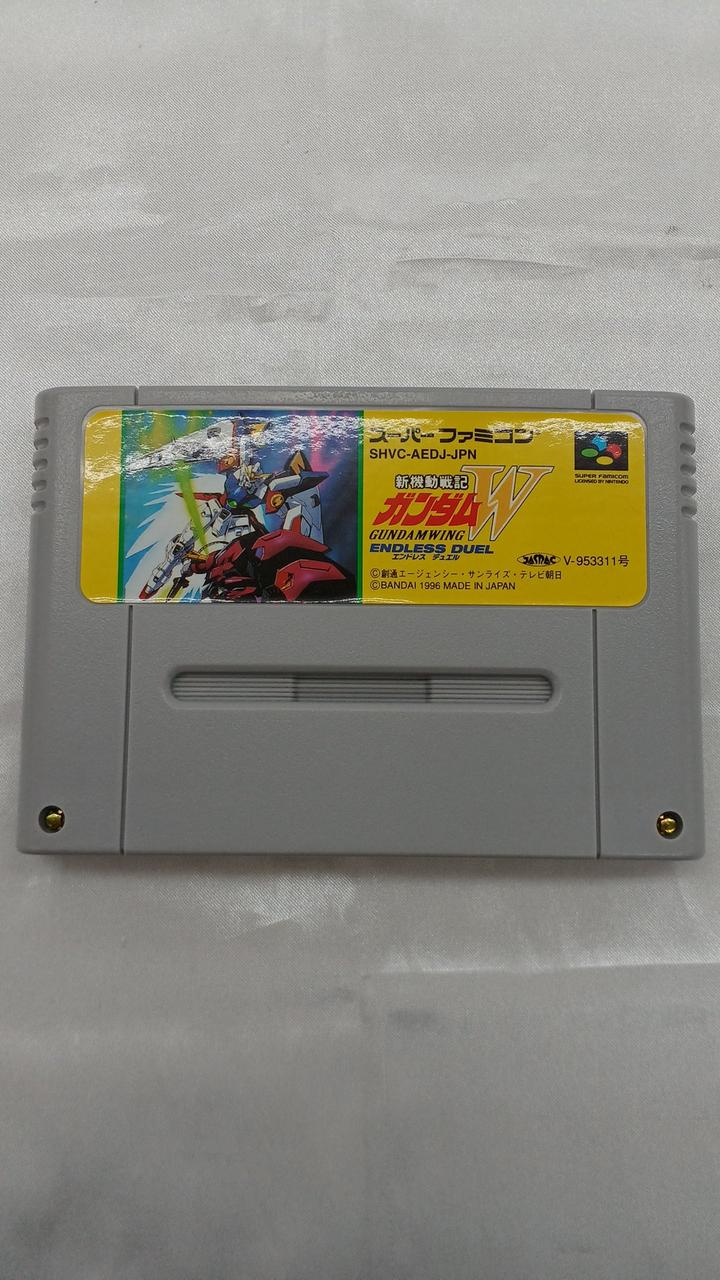 スーパーファミコン
SHVC-AEDJ-JPN
SUPER FAMICOM
LICENSED BY NINTENDO
新機動戦記
ガンダムW
GUNDAMWING
ENDLESS DUEL
エンドレス デュエル
JASRAC V-953311号
©創通エージェンシー・サンライズ・テレビ朝日
©BANDAI 1996 MADE IN JAPAN